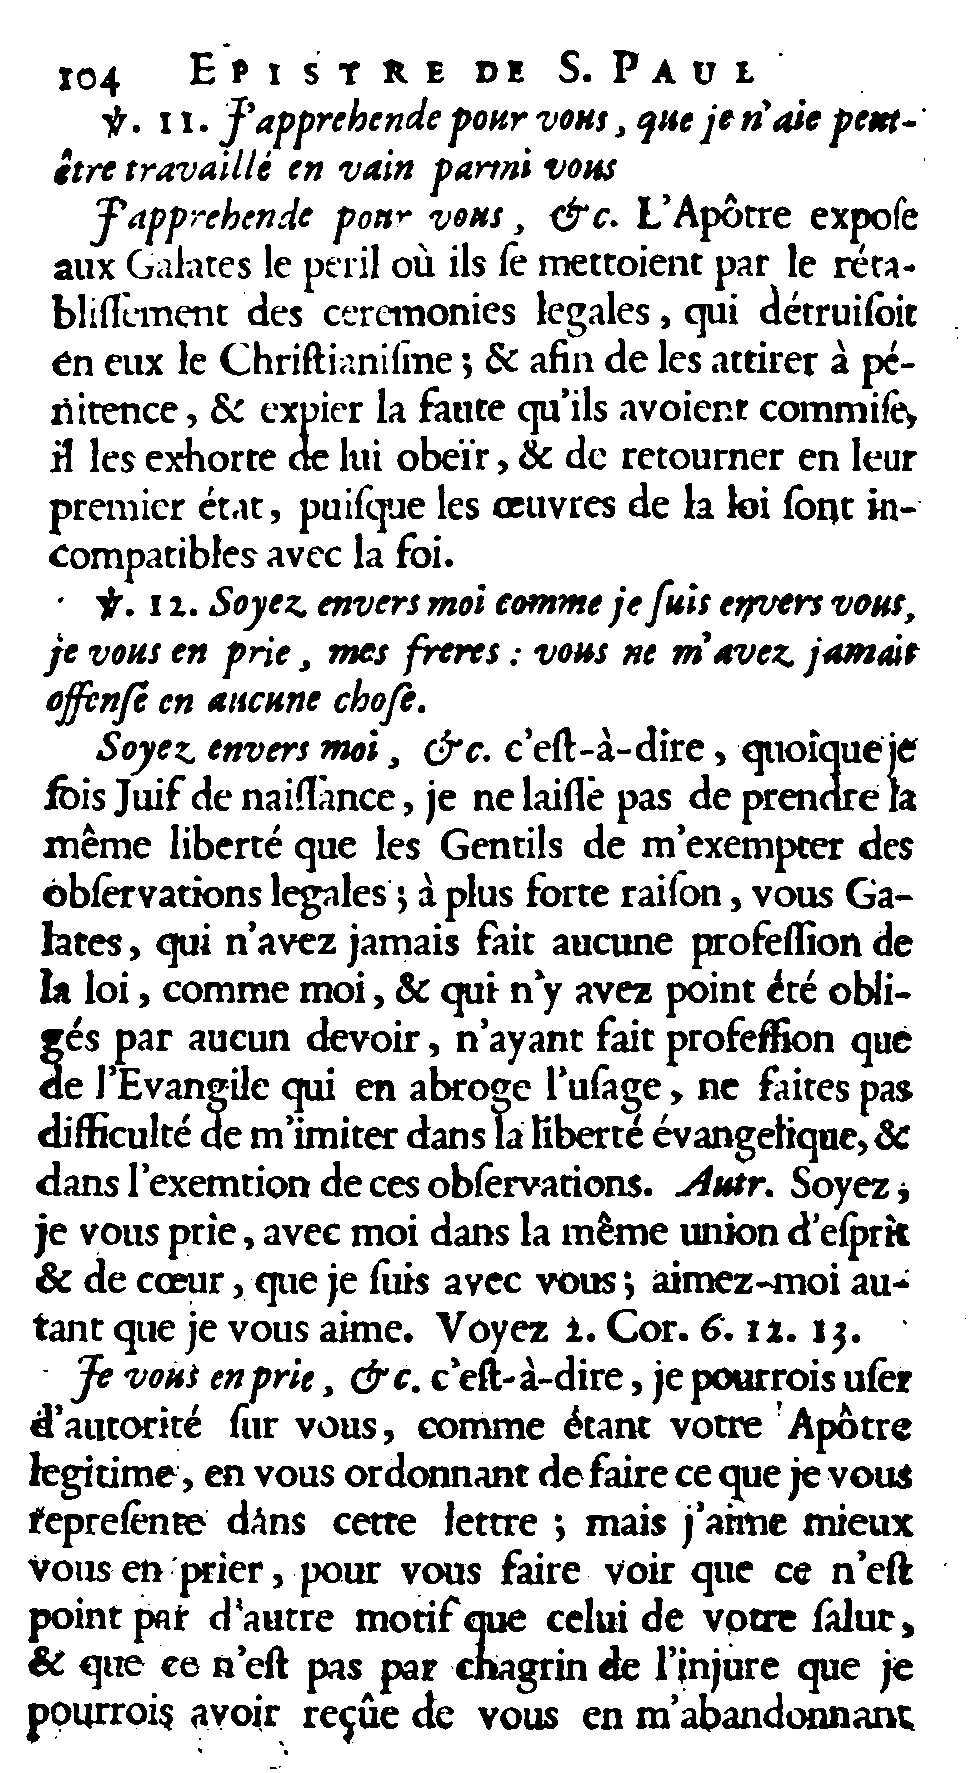 104 EPISTRE DE S. PAUL
℣. 11. J'apprehende pour vous, que je n'aie peut-
être travaillé en vain parmi vous
J'apprehende pour vous, &c. L'Apôtre expose
aux Galates le peril où ils se mettoient par le réta-
blissement des ceremonies legales, qui détruisoit
en eux le Christianisme; & afin de les attirer à pé-
nitence, & expier la faute qu'ils avoient commise,
il les exhorte de lui obeïr, & de retourner en leur
premier état, puisque les œuvres de la loi sont in-
compatibles avec la foi.
℣. 12. Soyez envers moi comme je suis envers vous,
je vous en prie, mes freres: vous ne m'avez jamais
offensé en aucune chose.
Soyez envers moi, &c. c'est-à-dire, quoique je
sois Juif de naissance, je ne laisse pas de prendre la
même liberté que les Gentils de m'exempter des
observations legales; à plus forte raison, vous Ga-
lates, qui n'avez jamais fait aucune profession de
la loi, comme moi, & qui n'y avez point été obli-
gés par aucun devoir, n'ayant fait profession que
de l'Evangile qui en abroge l'usage, ne faites pas
difficulté de m'imiter dans la liberté évangelique, &
dans l'exemtion de ces observations. Autr. Soyez,
je vous prie, avec moi dans la même union d'esprit
& de cœur, que je suis avec vous; aimez-moi au-
tant que je vous aime. Voyez 2. Cor. 6. 12. 13.
Je vous en prie, &c. c'est-à-dire, je pourrois user
d'autorité sur vous, comme étant votre Apôtre
legitime, en vous ordonnant de faire ce que je vous
represente dans cette lettre; mais j'aime mieux
vous en prier, pour vous faire voir que ce n'est
point par d'autre motif que celui de votre salut,
& que ce n'est pas par chagrin de l'injure que je
pourrois avoir reçûe de vous en m'abandonnant